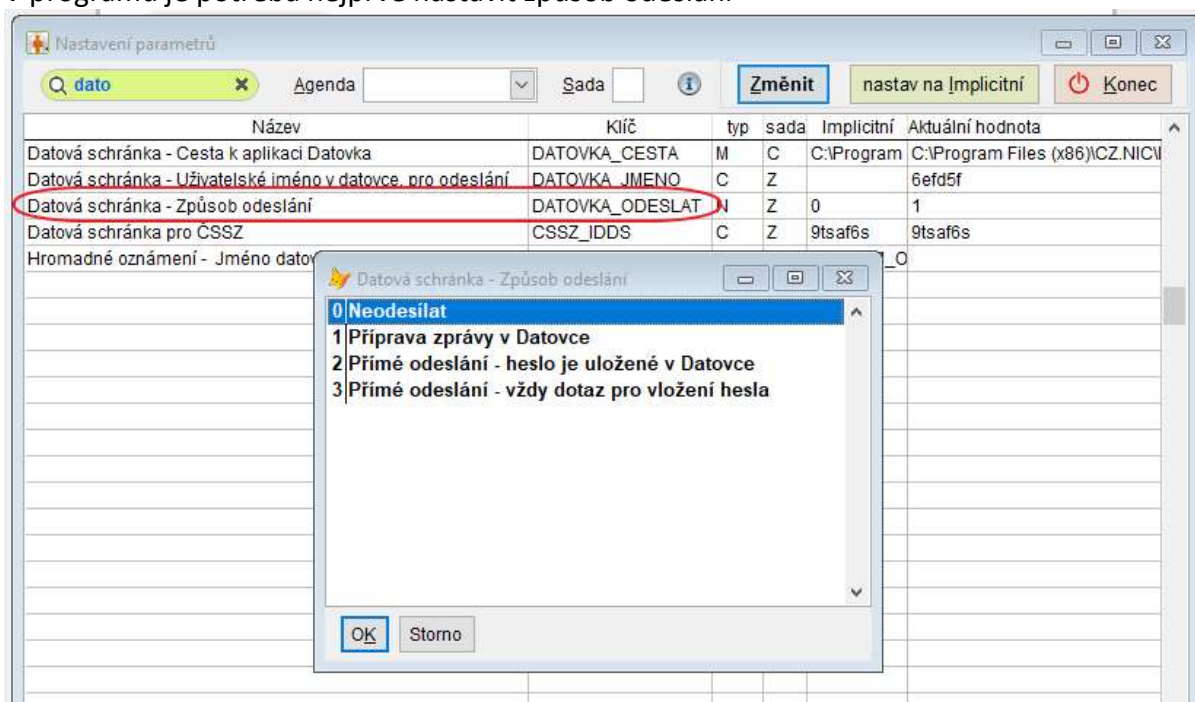 V programu je potřeba nejprve nastavit způsob odeslání
Nastavení parametrů
dato Agenda Sada Změnit nastav na Implicitní Konec
Název Klíč typ sada Implicitní Aktuální hodnota
Datová schránka - Cesta k aplikaci Datovka DATOVKA_CESTA M C C:\Program C:\Program Files (x86)\CZ.NIC\
Datová schránka - Uživatelské iméno v datovce, pro odeslání DATOVKA_JMENO C Z 6efd5f
Datová schránka - Způsob odeslání DATOVKA_ODESLAT N Z 0 1
Datová schránka pro ČSSZ CSSZ_IDDS C Z 9tsaf6s 9tsaf6s
Hromadné oznámení - Jméno datov _O
Datová schránka - Způsob odeslání
0 Neodesílat
1 Příprava zprávy v Datovce
2 Přímé odeslání - heslo je uložené v Datovce
3 Přímé odeslání - vždy dotaz pro vložení hesla
OK Storno